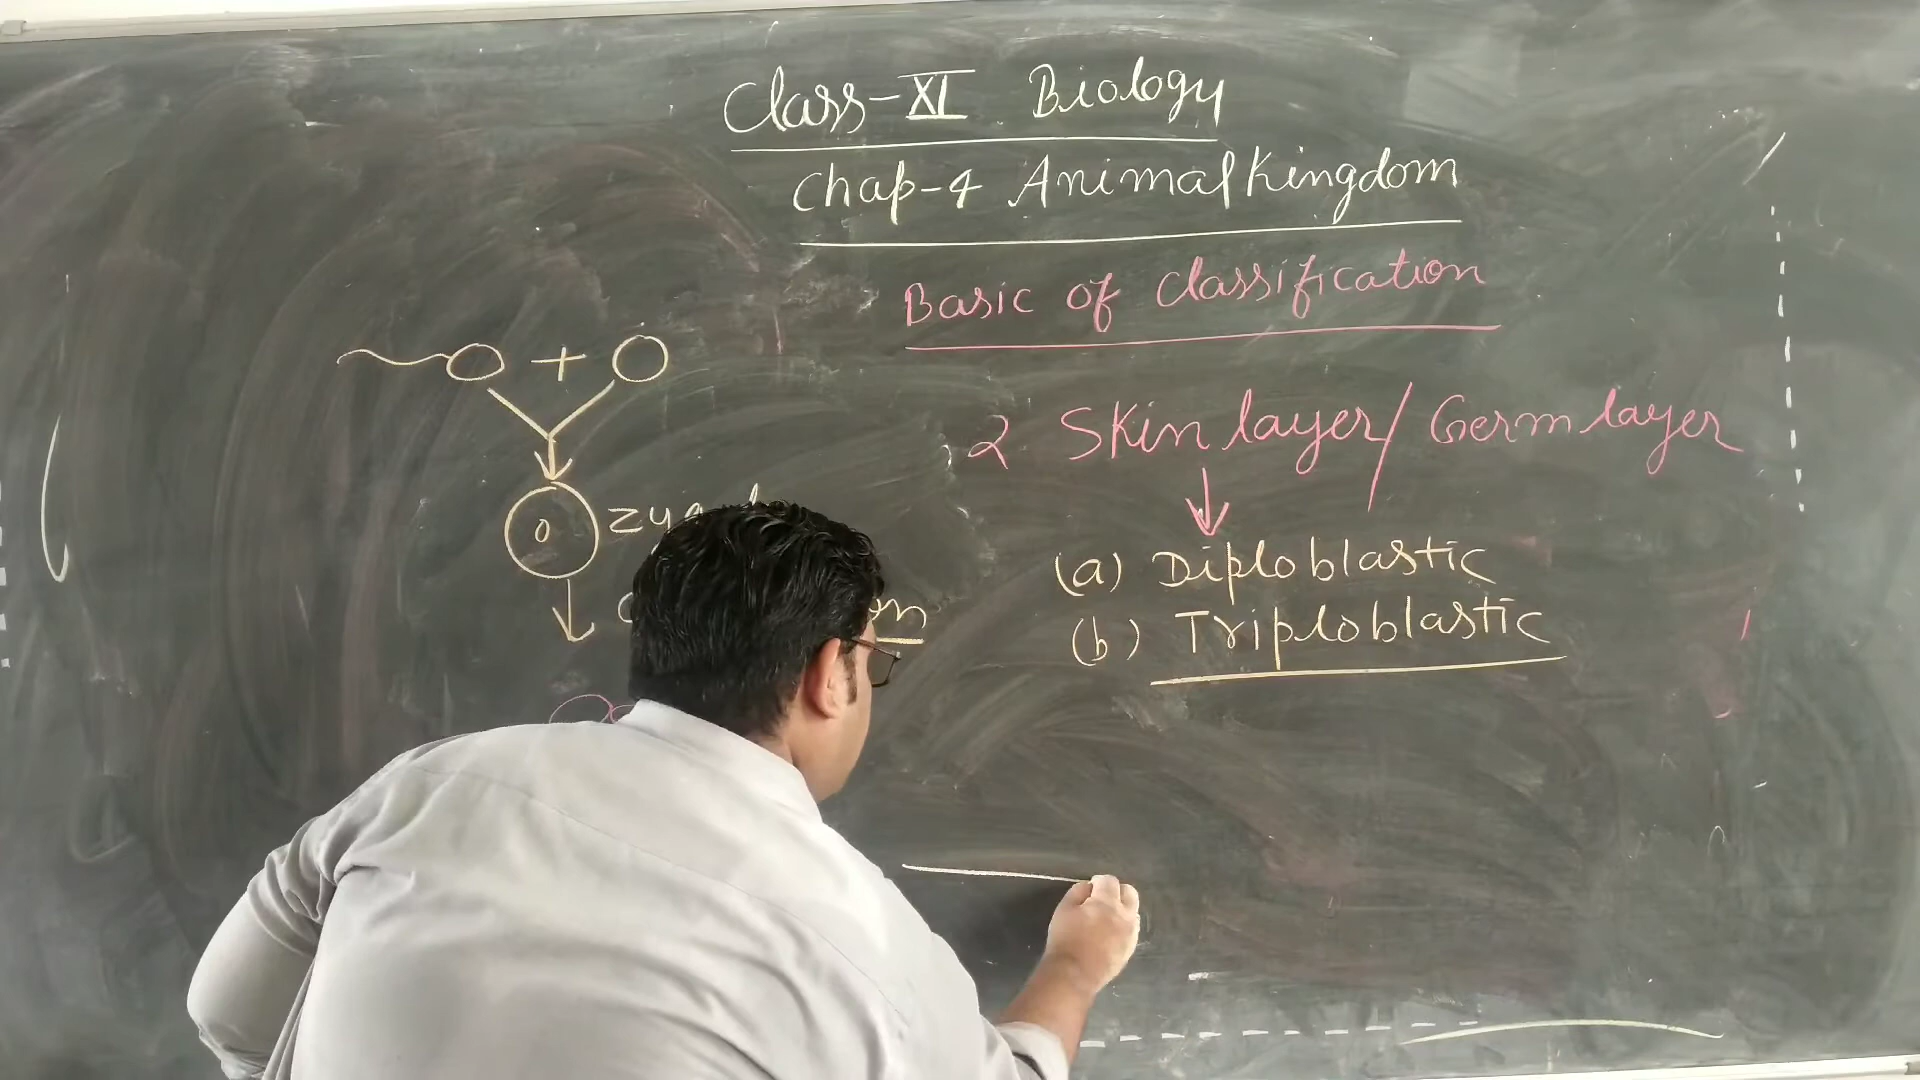 Class-XI Biology
Chap-4 Animal Kingdom
Basic of Classification
+
2 Skin layer/Germ layer
(a) Diploblastic
(b) Triploblastic